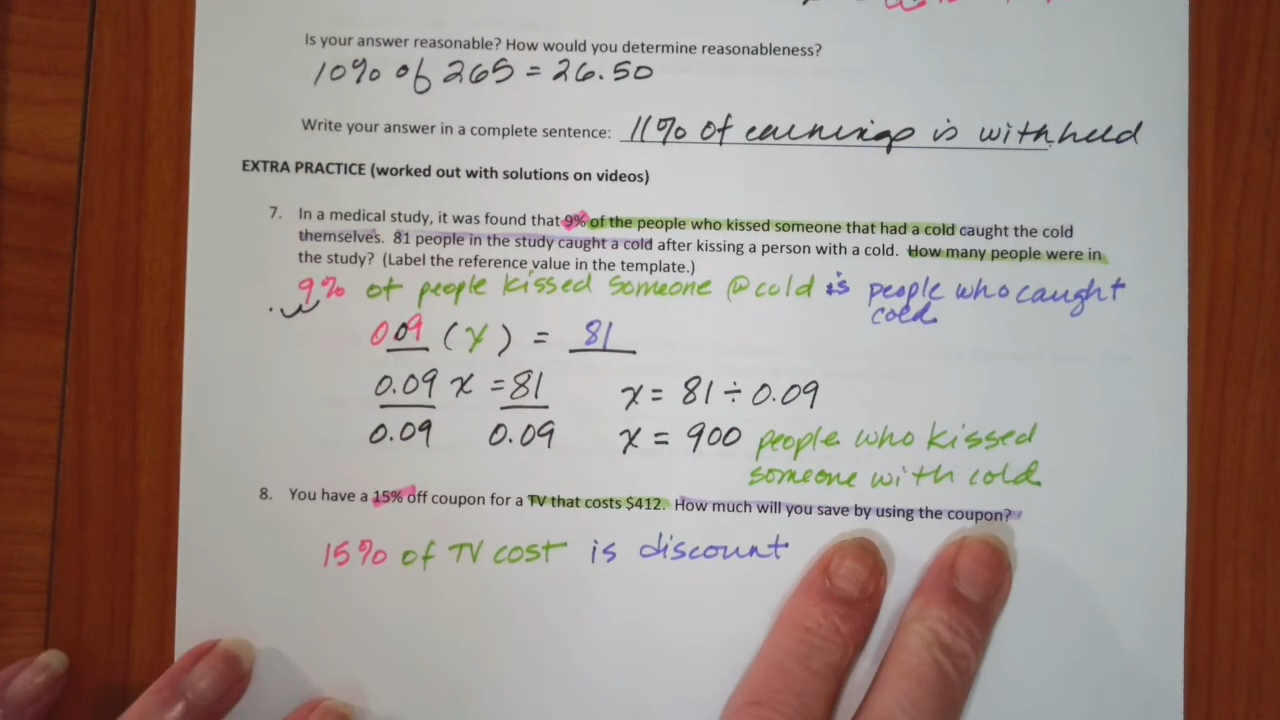 Is your answer reasonable? How would you determine reasonableness?
10% of 265 = 26.50
Write your answer in a complete sentence: 11% of earnings is withheld
EXTRA PRACTICE (worked out with solutions on videos)
7. In a medical study, it was found that 9% of the people who kissed someone that had a cold caught the cold
themselves. 81 people in the study caught a cold after kissing a person with a cold. How many people were in
the study? (Label the reference value in the template.)
9% of people kissed someone @cold is people who caught
cold
0.09 (x) = 81
0.09 x = 81 x = 81 ÷ 0.09
0.09 0.09 x = 900 people who kissed
someone with cold
8. You have a 15% off coupon for a TV that costs $412. How much will you save by using the coupon?
15% of TV cost is discount